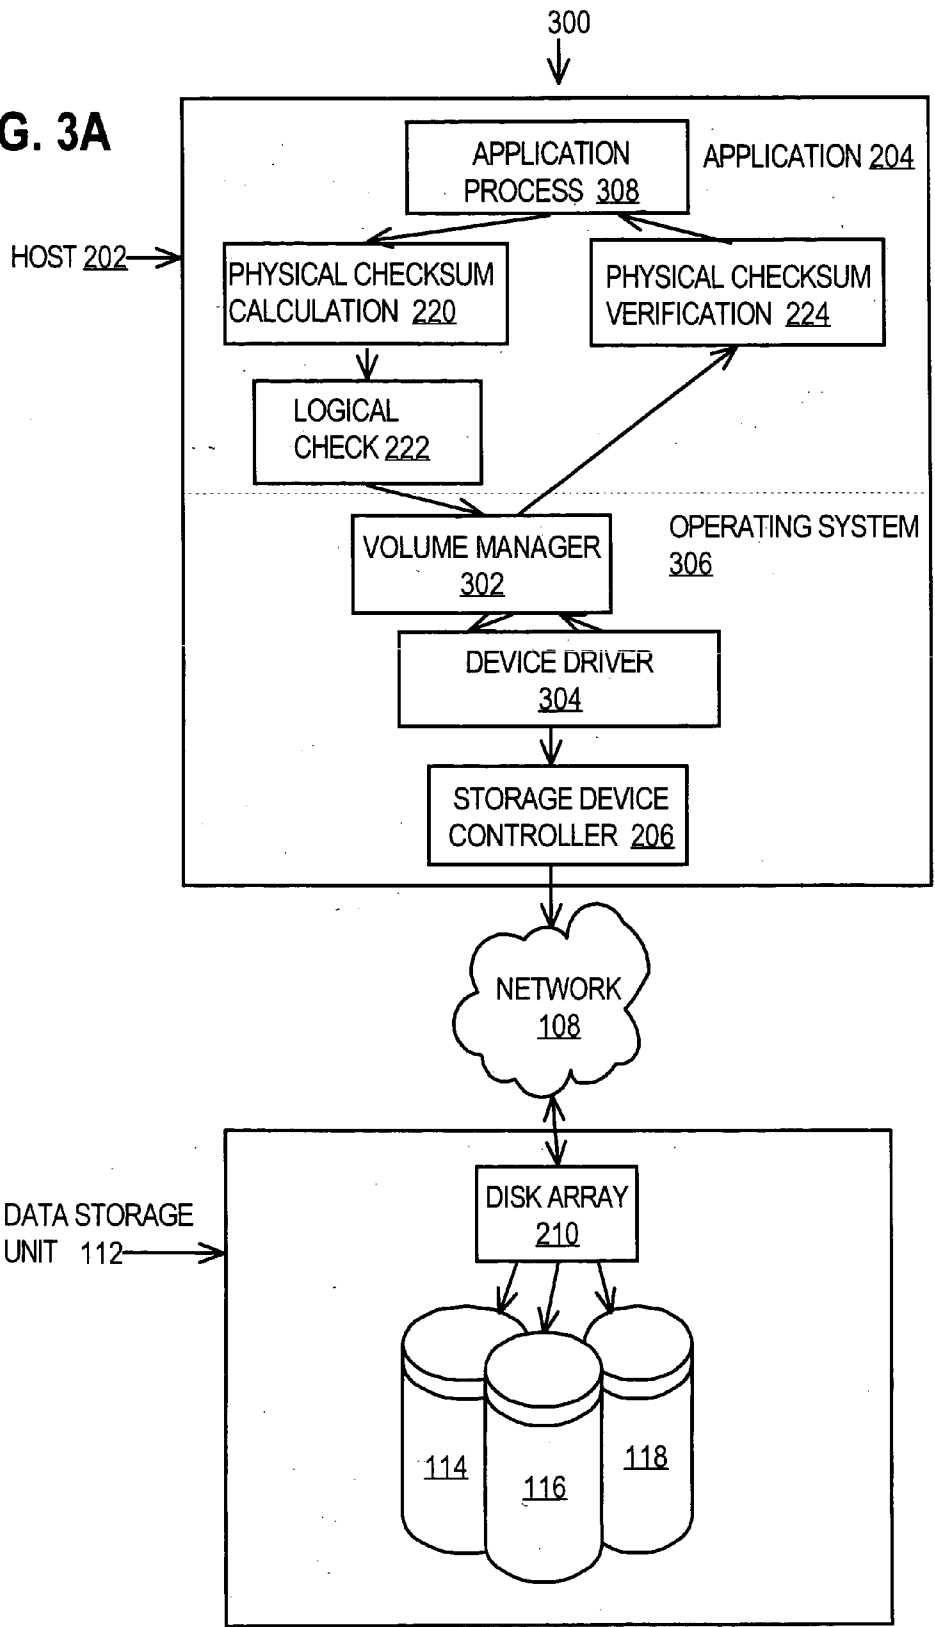 300
G. 3A
APPLICATION
PROCESS 308
APPLICATION 204
HOST 202
PHYSICAL CHECKSUM
CALCULATION 220
PHYSICAL CHECKSUM
VERIFICATION 224
LOGICAL
CHECK 222
VOLUME MANAGER
302
OPERATING SYSTEM
306
DEVICE DRIVER
304
STORAGE DEVICE
CONTROLLER 206
NETWORK
108
DATA STORAGE
UNIT 112
DISK ARRAY
210
114
116
118